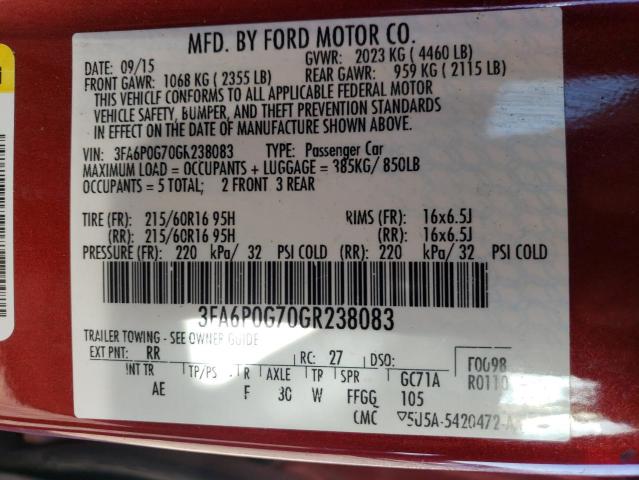 MFD. BY FORD MOTOR CO.
DATE: 09/15 GVWR: 2023 KG (4460 LB)
FRONT GAWR: 1068 KG (2355 LB) REAR GAWR: 959 KG (2115 LB)
THIS VEHICLE CONFORMS TO ALL APPLICABLE FEDERAL MOTOR
VEHICLE SAFETY, BUMPER, AND THEFT PREVENTION STANDARDS
IN EFFECT ON THE DATE OF MANUFACTURE SHOWN ABOVE.
VIN: 3FA6P0G70GR238083 TYPE: Passenger Car
MAXIMUM LOAD = OCCUPANTS + LUGGAGE = 385KG/ 850LB
OCCUPANTS = 5 TOTAL; 2 FRONT 3 REAR
TIRE (FR): 215/60R16 95H RIMS (FR): 16x6.5J
(RR): 215/60R16 95H (RR): 16x6.5J
PRESSURE (FR): 220 kPa/ 32 PSI COLD (RR): 220 kPa/ 32 PSI COLD
3FA6P0G70GR238083
TRAILER TOWING - SEE OWNER GUIDE
EXT PNT: RR RC: 27 DSO: F0098
INT TR TP/PS R AXLE TP SPR GC71A R0110
AE F 30 W FFGG 105
CMC ▽5U5A-5420472-A